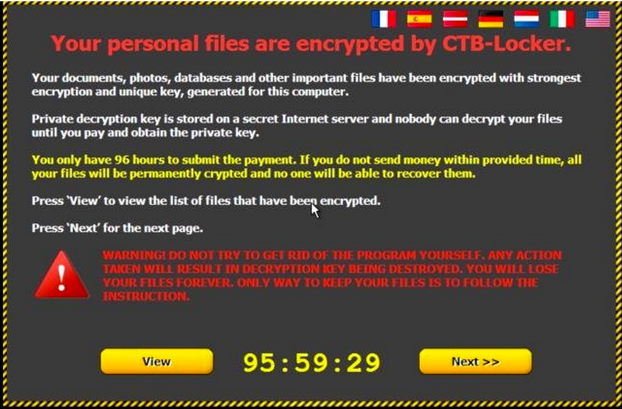 Your personal files are encrypted by CTB-Locker.
Your documents, photos, databases and other important files have been encrypted with strongest
encryption and unique key, generated for this computer.
Private decryption key is stored on a secret Internet server and nobody can decrypt your files
until you pay and obtain the private key.
You only have 96 hours to submit the payment. If you do not send money within provided time, all
your files will be permanently crypted and no one will be able to recover them.
Press 'View' to view the list of files that have been encrypted.
Press 'Next' for the next page.
WARNING! DO NOT TRY TO GET RID OF THE PROGRAM YOURSELF. ANY ACTION
TAKEN WILL RESULT IN DECRYPTION KEY BEING DESTROYED. YOU WILL LOSE
YOUR FILES FOREVER. ONLY WAY TO KEEP YOUR FILES IS TO FOLLOW THE
INSTRUCTION.
View
95:59:29
Next >>